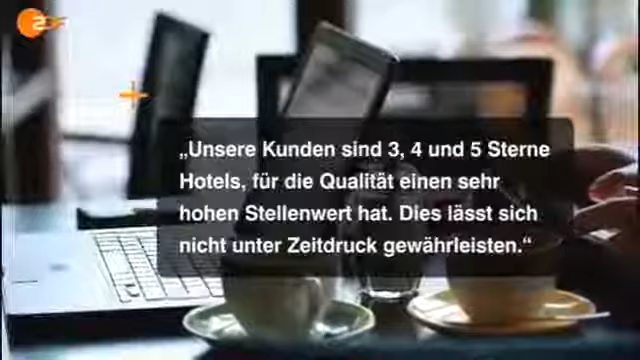 ZDF
„Unsere Kunden sind 3, 4 und 5 Sterne
Hotels, für die Qualität einen sehr
hohen Stellenwert hat. Dies lässt sich
nicht unter Zeitdruck gewährleisten.“